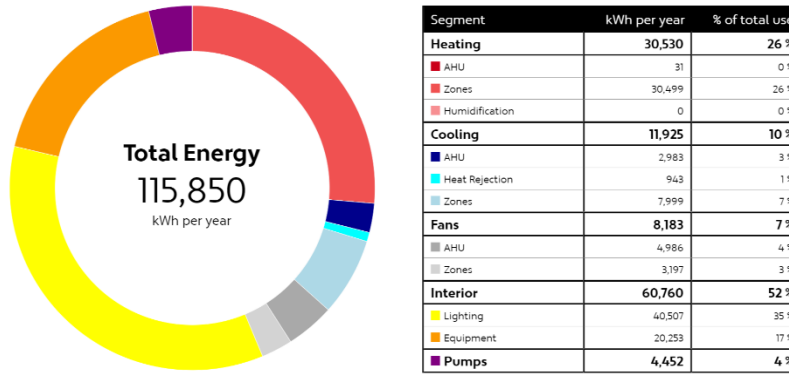 Total Energy
115,850
kWh per year
Segment kWh per year % of total use
Heating 30,530 26 %
AHU 31 0 %
Zones 30,499 26 %
Humidification 0 0 %
Cooling 11,925 10 %
AHU 2,983 3 %
Heat Rejection 943 1 %
Zones 7,999 7 %
Fans 8,183 7 %
AHU 4,986 4 %
Zones 3,197 3 %
Interior 60,760 52 %
Lighting 40,507 35 %
Equipment 20,253 17 %
Pumps 4,452 4 %